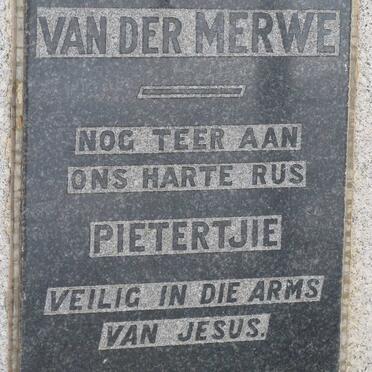 VAN DER MERWE
NOG TEER AAN
ONS HARTE RUS
PIETERTJIE
VEILIG IN DIE ARMS
VAN JESUS.